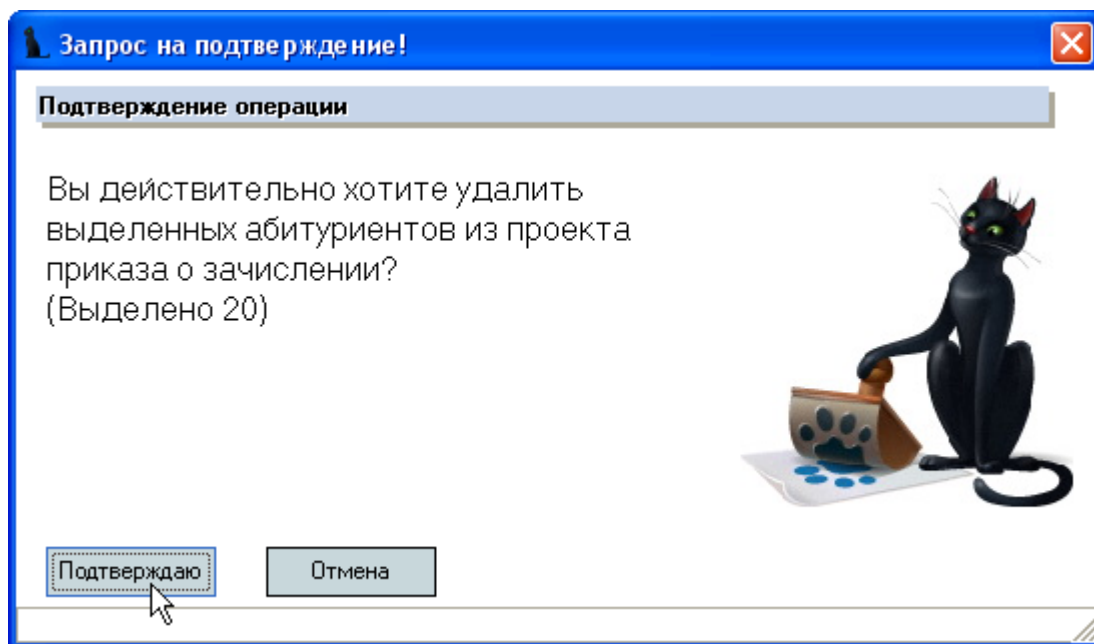 Запрос на подтверждение!
Подтверждение операции
Вы действительно хотите удалить
выделенных абитуриентов из проекта
приказа о зачислении?
(Выделено 20)
Подтверждаю
Отмена